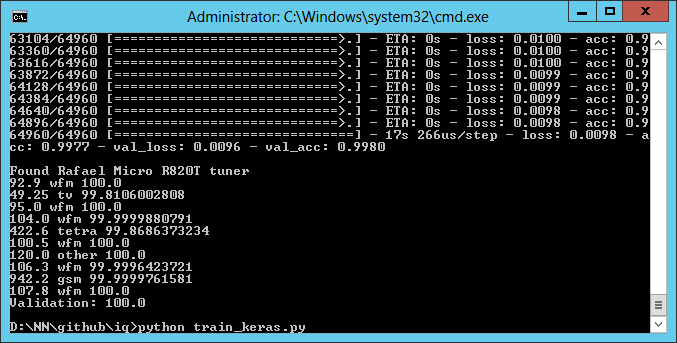 Administrator: C:\Windows\system32\cmd.exe
63104/64960 [==============================>.] - ETA: 0s - loss: 0.0100 - acc: 0.9
63360/64960 [==============================>.] - ETA: 0s - loss: 0.0100 - acc: 0.9
63616/64960 [==============================>.] - ETA: 0s - loss: 0.0100 - acc: 0.9
63872/64960 [==============================>.] - ETA: 0s - loss: 0.0099 - acc: 0.9
64128/64960 [==============================>.] - ETA: 0s - loss: 0.0099 - acc: 0.9
64384/64960 [==============================>.] - ETA: 0s - loss: 0.0099 - acc: 0.9
64640/64960 [==============================>.] - ETA: 0s - loss: 0.0098 - acc: 0.9
64896/64960 [==============================>.] - ETA: 0s - loss: 0.0098 - acc: 0.9
64960/64960 [==============================] - 17s 266us/step - loss: 0.0098 - a
cc: 0.9977 - val_loss: 0.0096 - val_acc: 0.9980
Found Rafael Micro R820T tuner
92.9 wfm 100.0
49.25 tv 99.8106002808
95.0 wfm 100.0
104.0 wfm 99.9999880791
422.6 tetra 99.8686373234
100.5 wfm 100.0
120.0 other 100.0
106.3 wfm 99.9996423721
942.2 gsm 99.9999761581
107.8 wfm 100.0
Validation: 100.0
D:\NN\github\iq>python train_keras.py